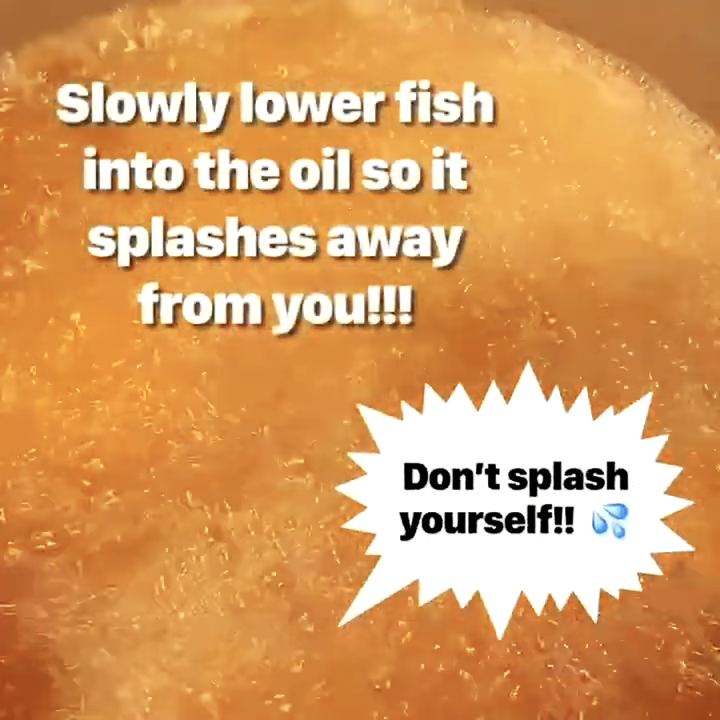 Slowly lower fish
into the oil so it
splashes away
from you!!!
Don't splash
yourself!! 💦